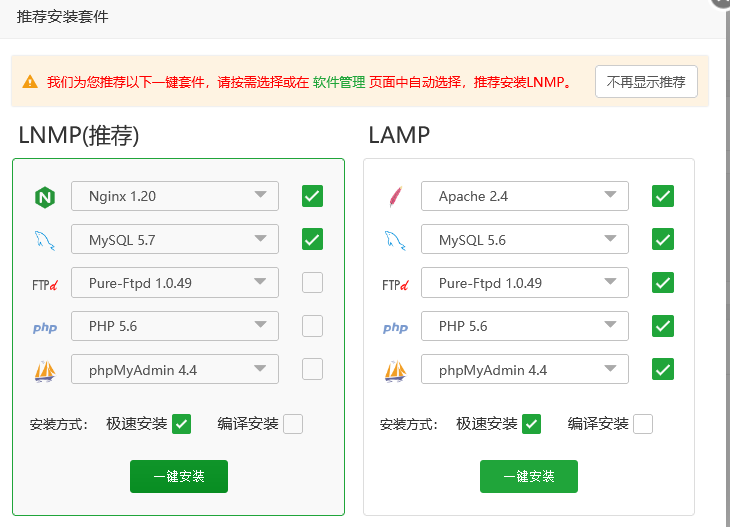 推荐安装套件
我们为您推荐以下一键套件，请按需选择或在 软件管理 页面中自动选择，推荐安装LNMP。
不再显示推荐
LNMP(推荐)
Nginx 1.20
MySQL 5.7
FTPd
Pure-Ftpd 1.0.49
php
PHP 5.6
phpMyAdmin 4.4
安装方式： 极速安装 编译安装
一键安装
LAMP
Apache 2.4
MySQL 5.6
FTPd
Pure-Ftpd 1.0.49
php
PHP 5.6
phpMyAdmin 4.4
安装方式： 极速安装 编译安装
一键安装